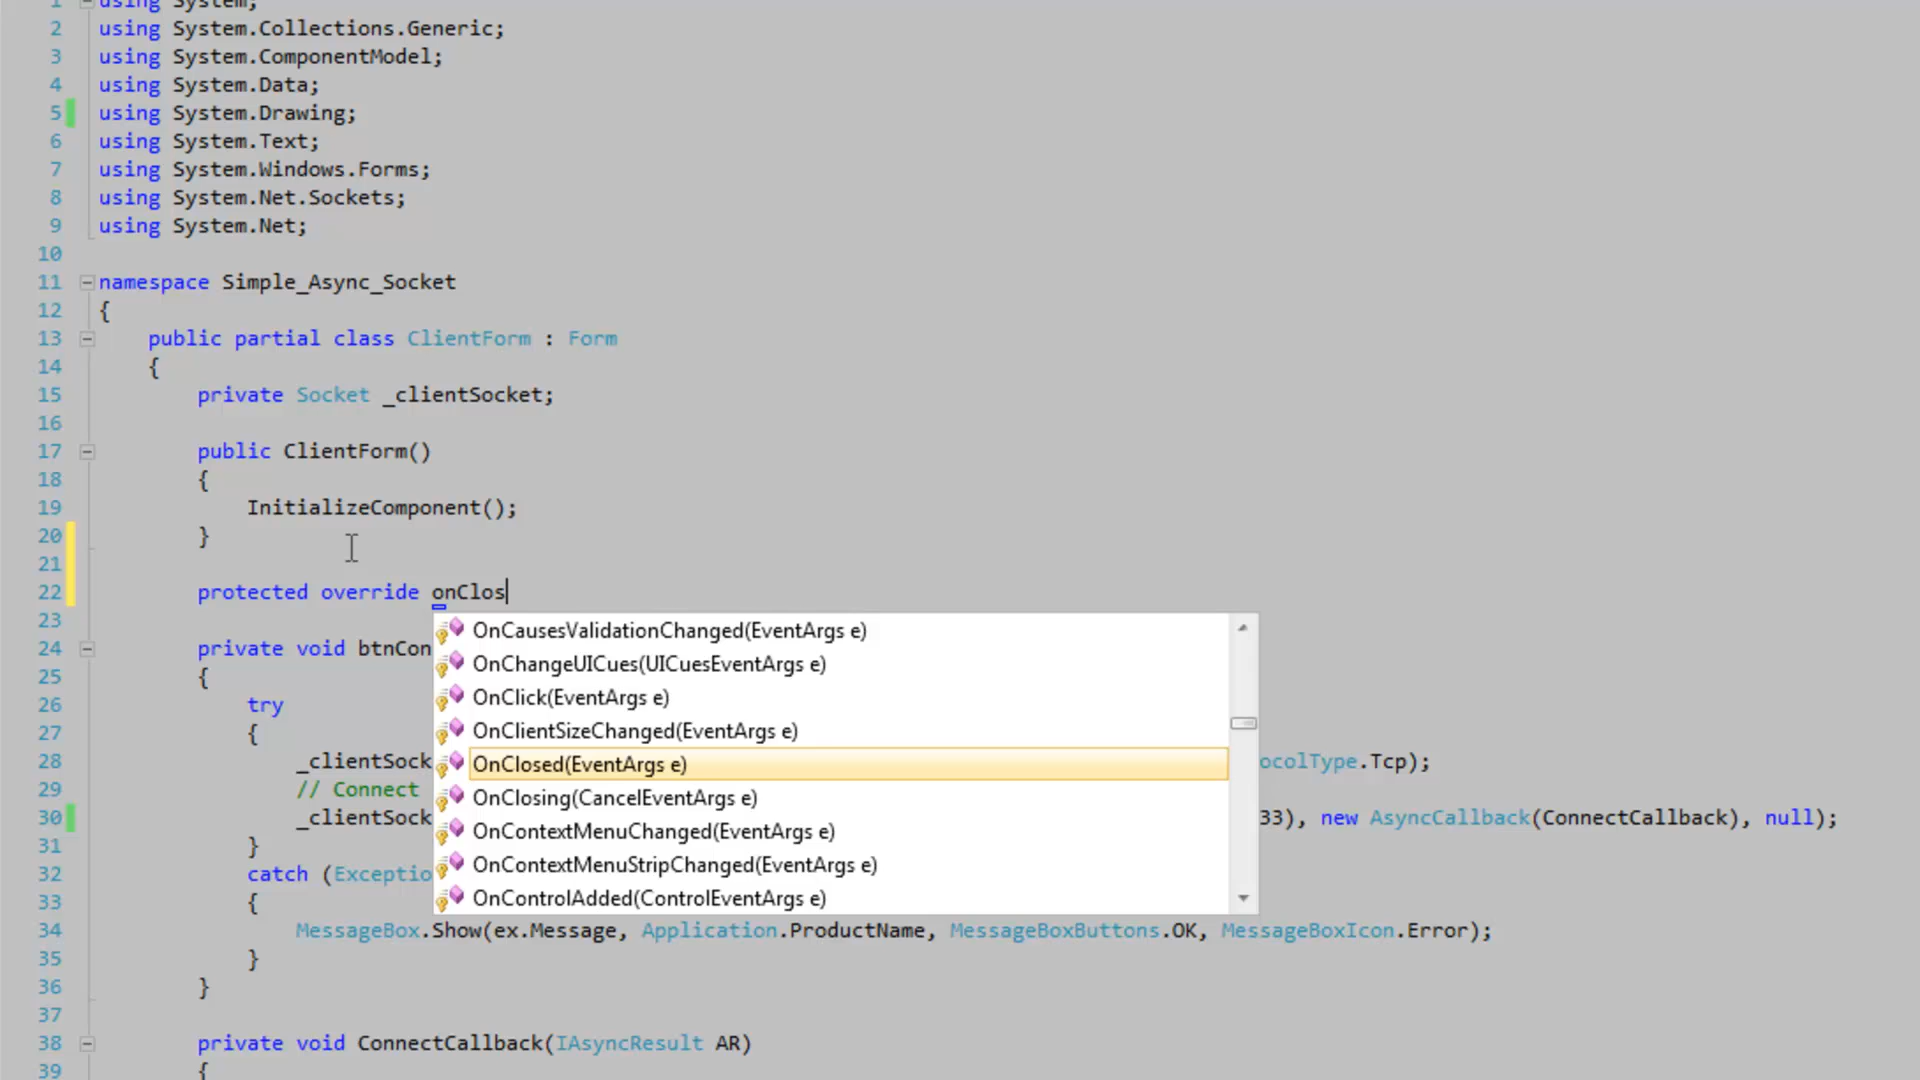 1 using System;
2 using System.Collections.Generic;
3 using System.ComponentModel;
4 using System.Data;
5 using System.Drawing;
6 using System.Text;
7 using System.Windows.Forms;
8 using System.Net.Sockets;
9 using System.Net;
10
11 namespace Simple_Async_Socket
12 {
13 public partial class ClientForm : Form
14 {
15 private Socket _clientSocket;
16
17 public ClientForm()
18 {
19 InitializeComponent();
20 }
21
22 protected override onClos
23
OnCausesValidationChanged(EventArgs e)
24 private void btnCon
OnChangeUICues(UICuesEventArgs e)
25 {
OnClick(EventArgs e)
26 try
OnClientSizeChanged(EventArgs e)
27 {
28 _clientSock ocolType.Tcp);
OnClosed(EventArgs e)
29 // Connect
OnClosing(CancelEventArgs e)
30 _clientSock 33), new AsyncCallback(ConnectCallback), null);
OnContextMenuChanged(EventArgs e)
31 }
OnContextMenuStripChanged(EventArgs e)
32 catch (Exceptio
OnControlAdded(ControlEventArgs e)
33 {
34 MessageBox.Show(ex.Message, Application.ProductName, MessageBoxButtons.OK, MessageBoxIcon.Error);
35 }
36 }
37
38 private void ConnectCallback(IAsyncResult AR)
39 {